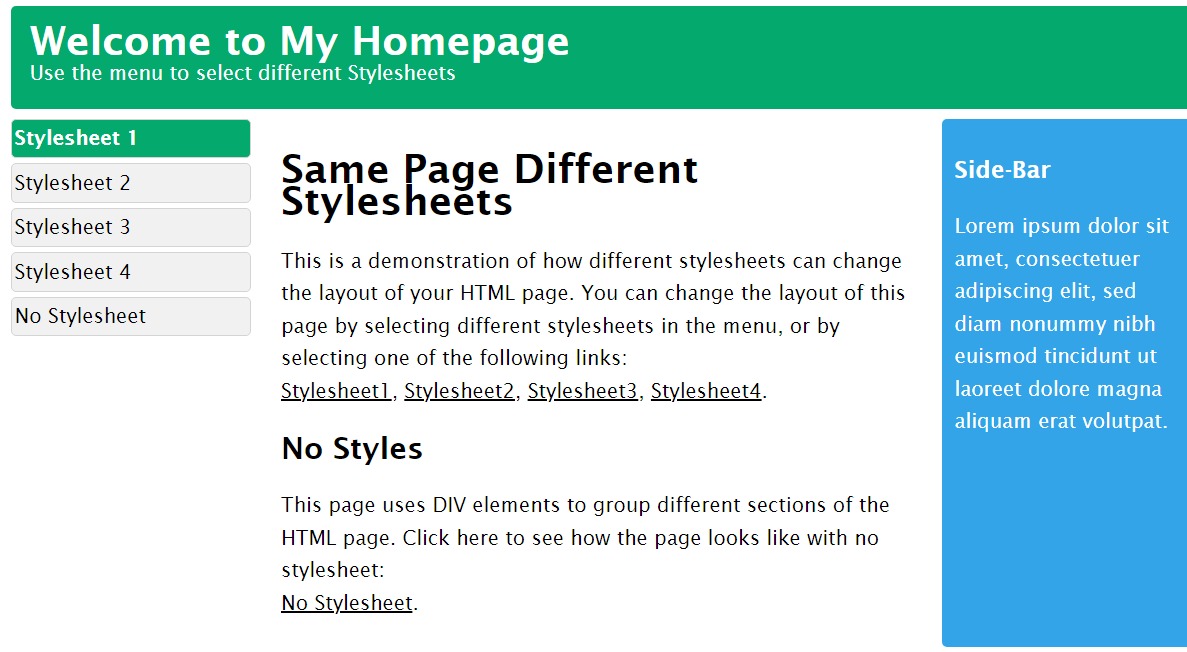 Welcome to My Homepage
Use the menu to select different Stylesheets
Stylesheet 1
Stylesheet 2
Stylesheet 3
Stylesheet 4
No Stylesheet
Same Page Different
Stylesheets
This is a demonstration of how different stylesheets can change
the layout of your HTML page. You can change the layout of this
page by selecting different stylesheets in the menu, or by
selecting one of the following links:
Stylesheet1, Stylesheet2, Stylesheet3, Stylesheet4.
No Styles
This page uses DIV elements to group different sections of the
HTML page. Click here to see how the page looks like with no
stylesheet:
No Stylesheet.
Side-Bar
Lorem ipsum dolor sit
amet, consectetuer
adipiscing elit, sed
diam nonummy nibh
euismod tincidunt ut
laoreet dolore magna
aliquam erat volutpat.